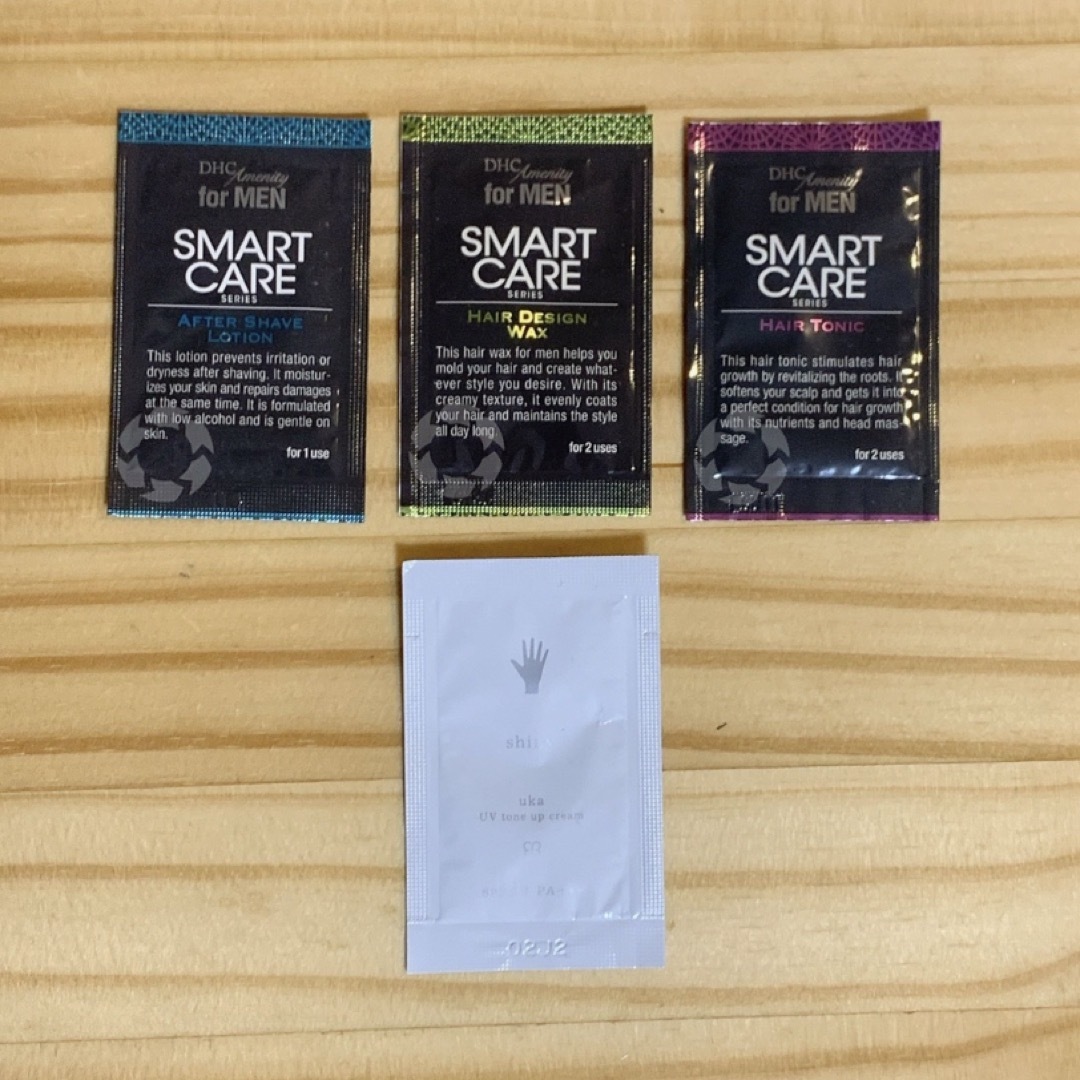 DHC Amenity
for MEN
SMART
CARE
SERIES
AFTER SHAVE
LOTION
This lotion prevents irritation or
dryness after shaving. It moistur-
izes your skin and repairs damages
at the same time. It is formulated
with low alcohol and is gentle on
skin.
for 1 use
DHC Amenity
for MEN
SMART
CARE
SERIES
HAIR DESIGN
WAX
This hair wax for men helps you
mold your hair and create what-
ever style you desire. With its
creamy texture, it evenly coats
your hair and maintains the style
all day long.
for 2 uses
DHC Amenity
for MEN
SMART
CARE
SERIES
HAIR TONIC
This hair tonic stimulates hair
growth by revitalizing the roots. It
softens your scalp and gets it into
a perfect condition for hair growth
with its nutrients and head mas-
sage.
for 2 uses
uka
UV tone up cream